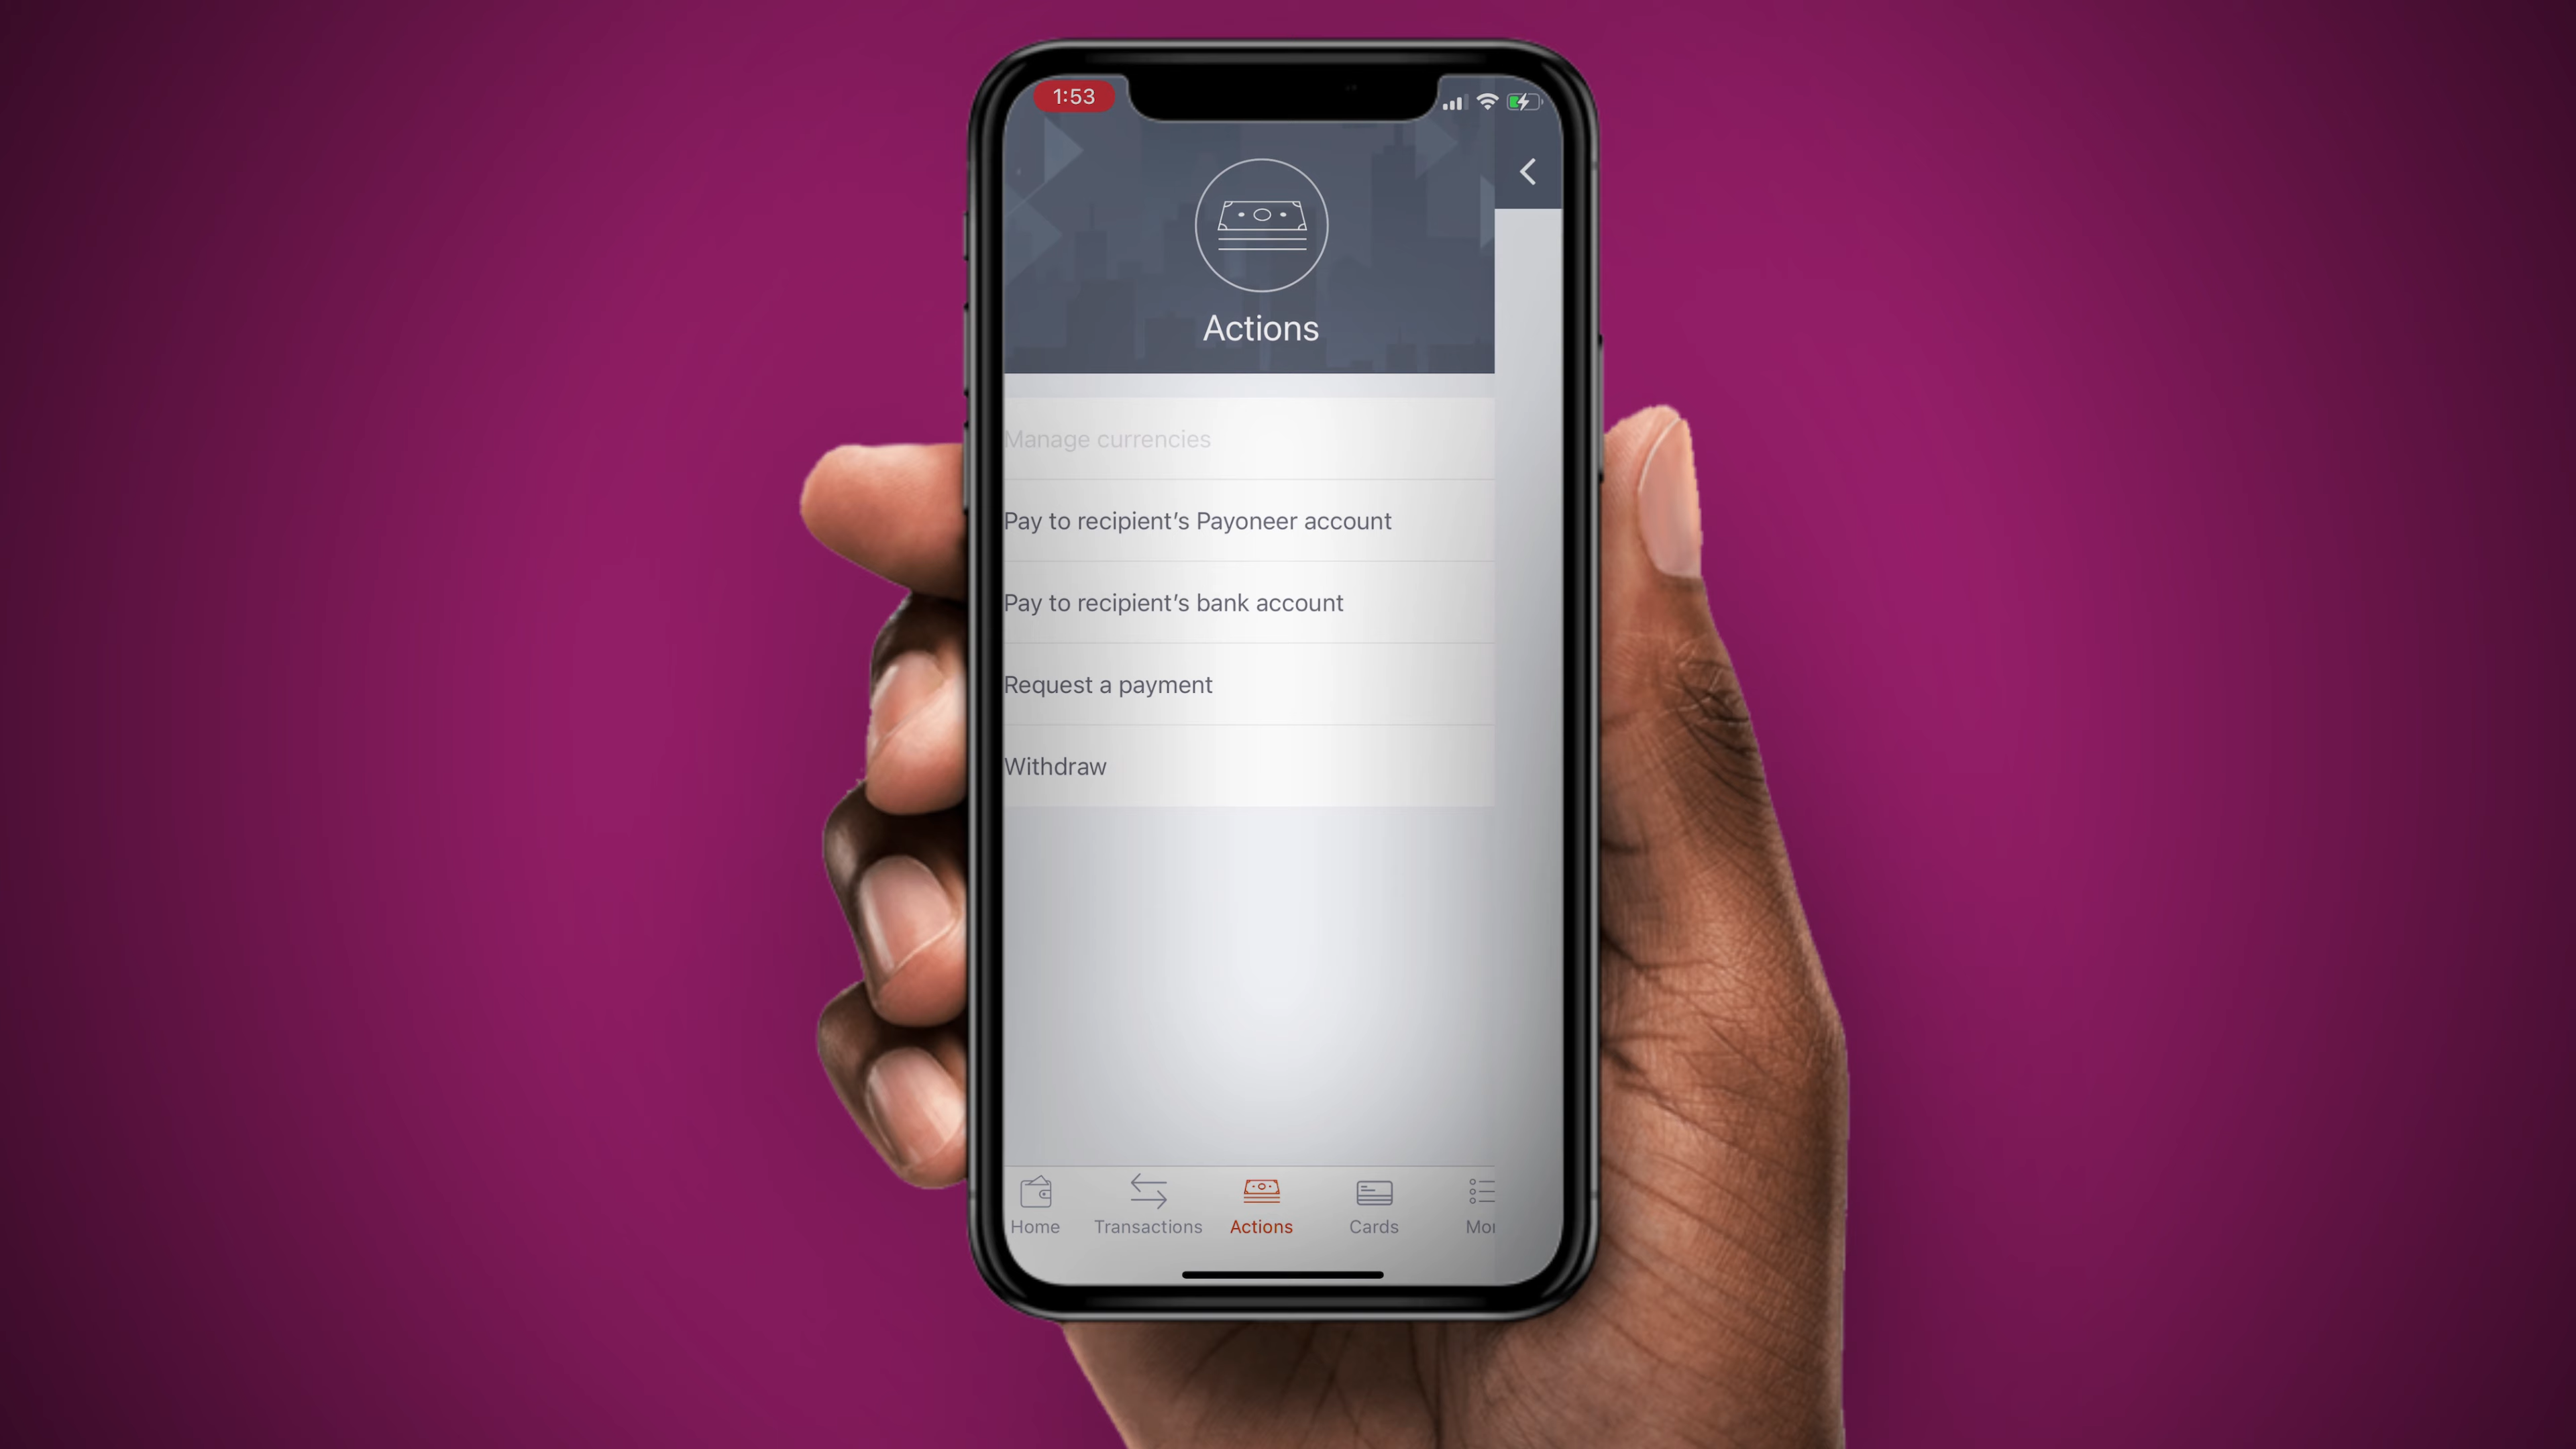 1:53
Actions
Manage currencies
Pay to recipient's Payoneer account
Pay to recipient's bank account
Request a payment
Withdraw
Home
Transactions
Actions
Cards
Mor